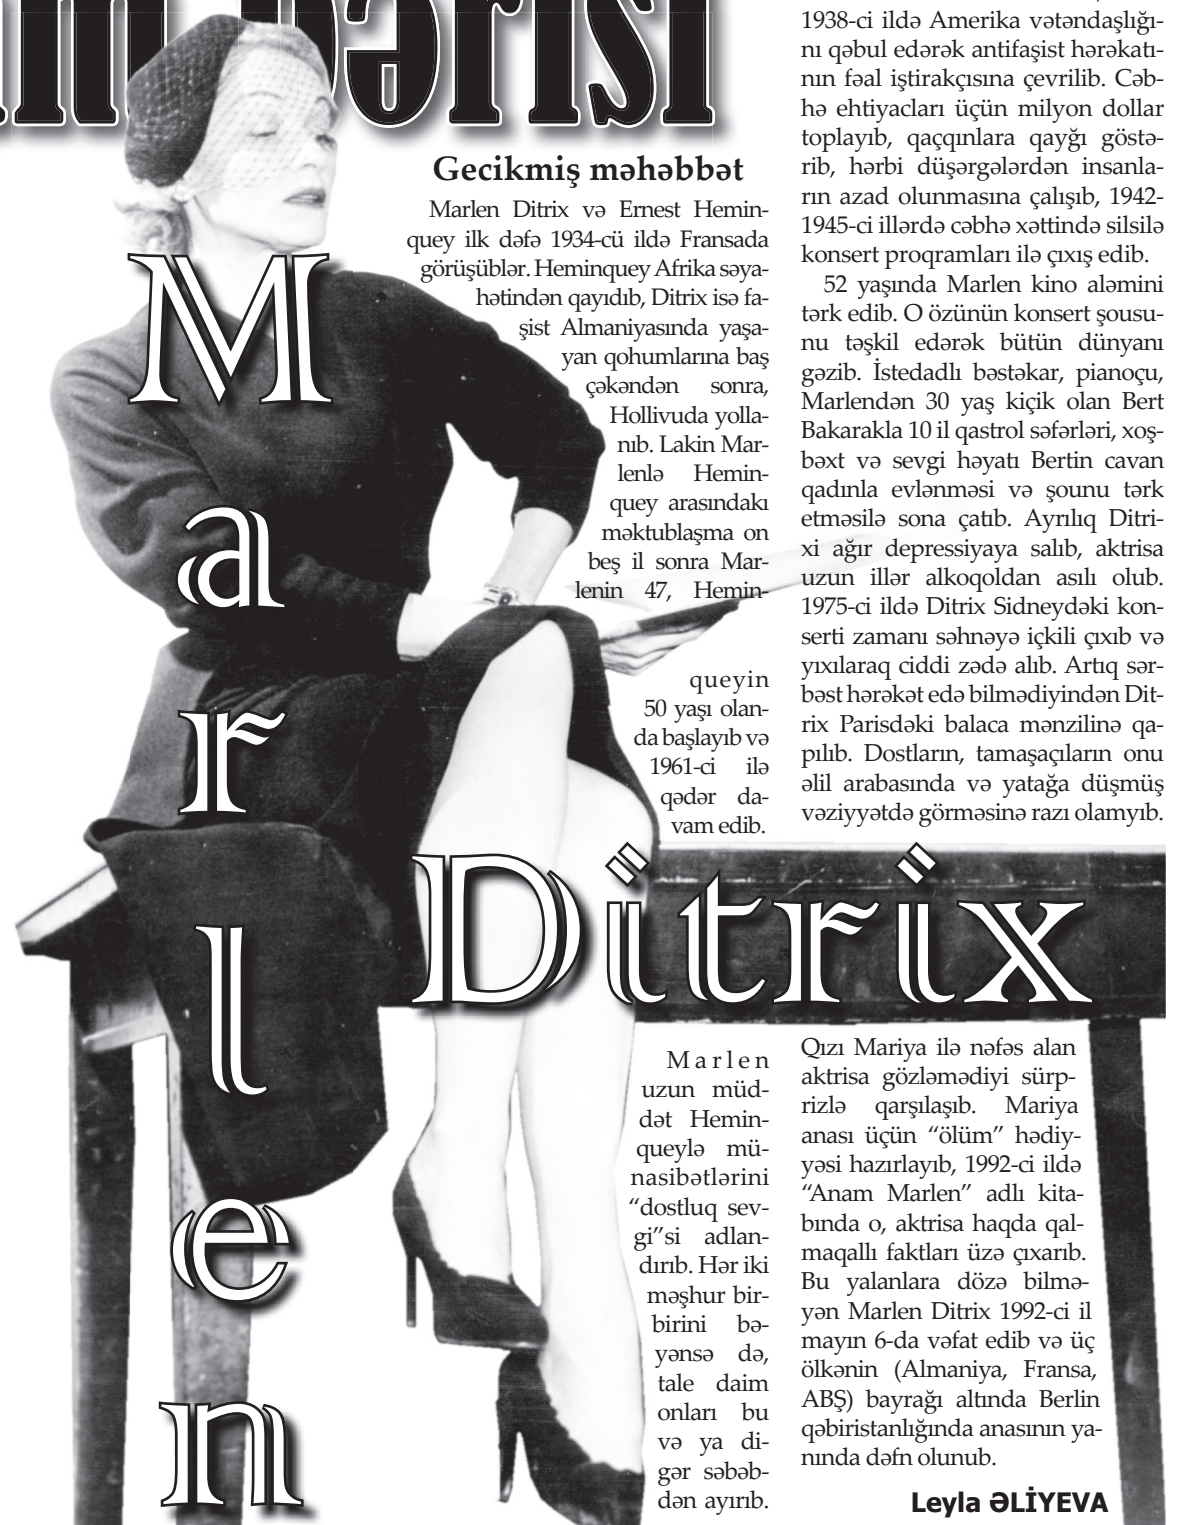 pərisi
Marlen
Ditrix
Gecikmiş məhəbbət
Marlen Ditrix və Ernest Hemin-
quey ilk dəfə 1934-cü ildə Fransada
görüşüblər. Heminquey Afrika səya-
hətindən qayıdıb, Ditrix isə fa-
şist Almaniyasında yaşa-
yan qohumlarına baş
çəkəndən sonra,
Hollivuda yolla-
nıb. Lakin Mar-
lenlə Hemin-
quey arasındakı
məktublaşma on
beş il sonra Mar-
lenin 47, Hemin-
queyin
50 yaşı olan-
da başlayıb və
1961-ci ilə
qədər da-
vam edib.
Marlen
uzun müd-
dət Hemin-
queylə mü-
nasibətlərini
“dostluq sev-
gi”si adlan-
dırıb. Hər iki
məşhur bir-
birini bə-
yənsə də,
tale daim
onları bu
və ya di-
gər səbəb-
dən ayırıb.
1938-ci ildə Amerika vətəndaşlığı-
nı qəbul edərək antifaşist hərəkatı-
nın fəal iştirakçısına çevrilib. Cəb-
hə ehtiyacları üçün milyon dollar
toplayıb, qaçqınlara qayğı göstə-
rib, hərbi düşərgələrdən insanla-
rın azad olunmasına çalışıb, 1942-
1945-ci illərdə cəbhə xəttində silsilə
konsert proqramları ilə çıxış edib.
52 yaşında Marlen kino aləmini
tərk edib. O özünün konsert şousu-
nu təşkil edərək bütün dünyanı
gəzib. İstedadlı bəstəkar, pianoçu,
Marlendən 30 yaş kiçik olan Bert
Bakarakla 10 il qastrol səfərləri, xoş-
bəxt və sevgi həyatı Bertin cavan
qadınla evlənməsi və şounu tərk
etməsilə sona çatıb. Ayrılıq Ditri-
xi ağır depressiyaya salıb, aktrisa
uzun illər alkoqoldan asılı olub.
1975-ci ildə Ditrix Sidneydəki kon-
serti zamanı səhnəyə içkili çıxıb və
yıxılaraq ciddi zədə alıb. Artıq sər-
bəst hərəkət edə bilmədiyindən Dit-
rix Parisdəki balaca mənzilinə qa-
pılıb. Dostların, tamaşaçıların onu
əlil arabasında və yatağa düşmüş
vəziyyətdə görməsinə razı olamyıb.
Qızı Mariya ilə nəfəs alan
aktrisa gözləmədiyi sürp-
rizlə qarşılaşıb. Mariya
anası üçün “ölüm” hədiy-
yəsi hazırlayıb, 1992-ci ildə
“Anam Marlen” adlı kita-
bında o, aktrisa haqda qal-
maqallı faktları üzə çıxarıb.
Bu yalanlara dözə bilmə-
yən Marlen Ditrix 1992-ci il
mayın 6-da vəfat edib və üç
ölkənin (Almaniya, Fransa,
ABŞ) bayrağı altında Berlin
qəbiristanlığında anasının ya-
nında dəfn olunub.
Leyla ƏLİYEVA